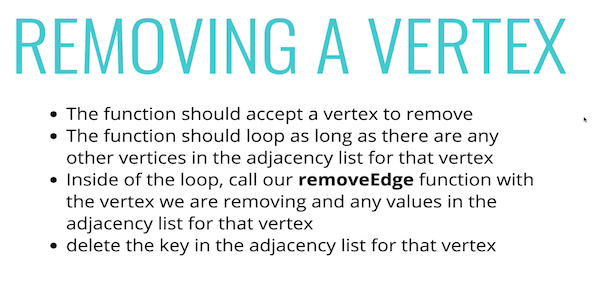 REMOVING A VERTEX
• The function should accept a vertex to remove
• The function should loop as long as there are any
other vertices in the adjacency list for that vertex
• Inside of the loop, call our removeEdge function with
the vertex we are removing and any values in the
adjacency list for that vertex
• delete the key in the adjacency list for that vertex